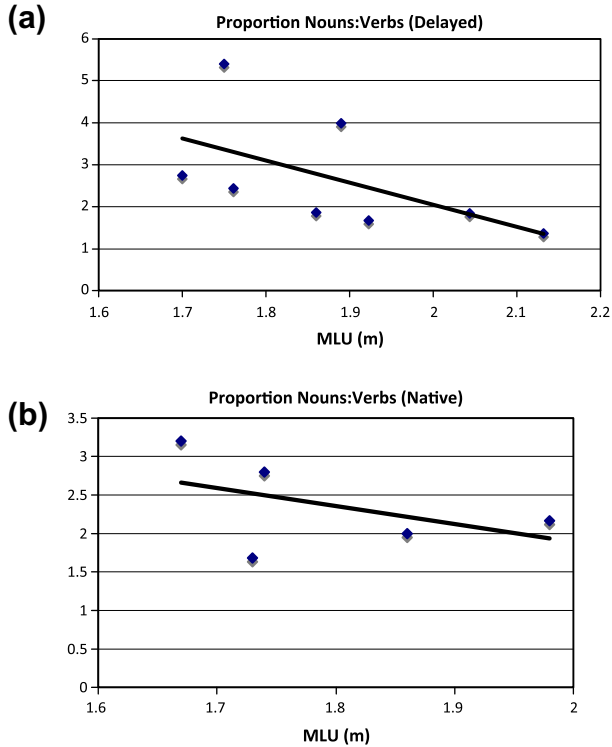 (a)
Proportion Nouns:Verbs (Delayed)
6
5
4
3
2
1
0
1.6 1.7 1.8 1.9 2 2.1 2.2
MLU (m)
(b)
Proportion Nouns:Verbs (Native)
3.5
3
2.5
2
1.5
1
0.5
0
1.6 1.7 1.8 1.9 2
MLU (m)